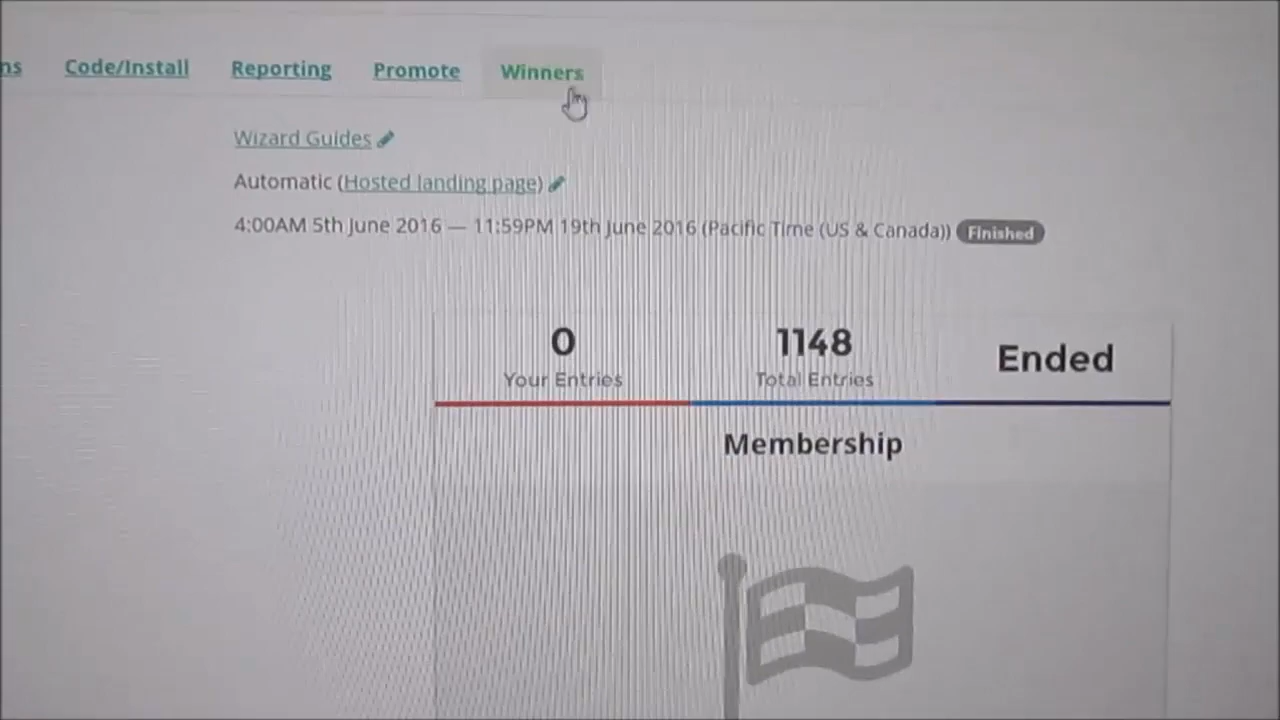 ns Code/Install Reporting Promote Winners
Wizard Guides
Automatic (Hosted landing page)
4:00AM 5th June 2016 — 11:59PM 19th June 2016 (Pacific Time (US & Canada)) Finished
0 1148 Ended
Your Entries Total Entries
Membership